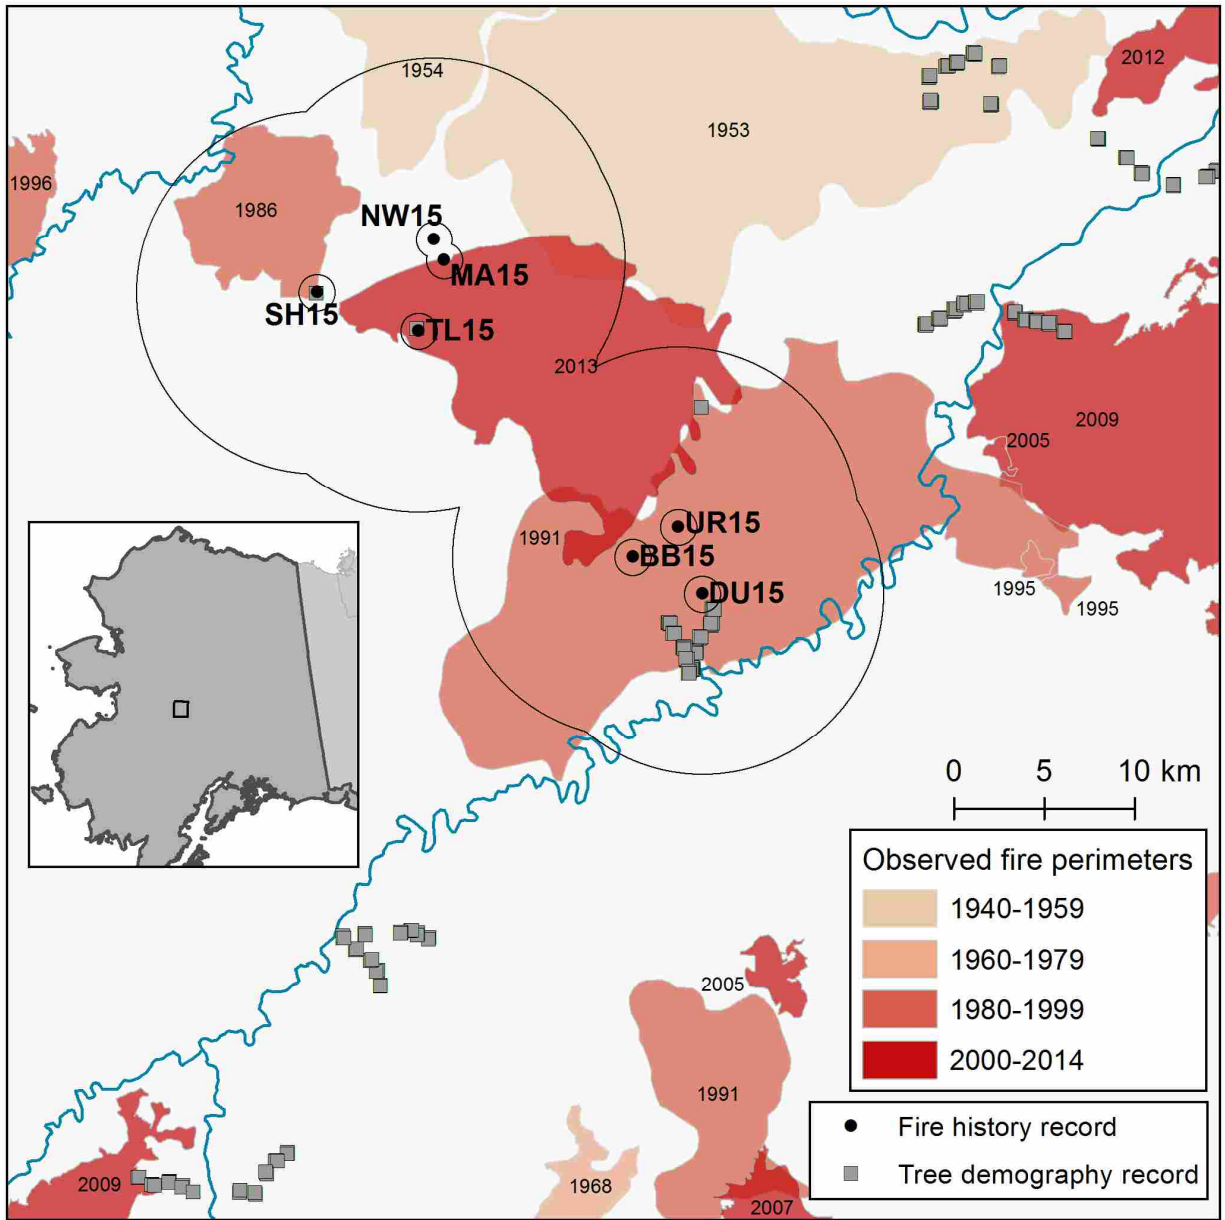 1954
2012
1953
1996
1986
NW15
MA15
SH15
TL15
2013
2009
2005
UR15
1991
BB15
DU15
1995
1995
0 5 10 km
Observed fire perimeters
1940-1959
1960-1979
1980-1999
2000-2014
2005
1991
Fire history record
Tree demography record
2009
1968
2007